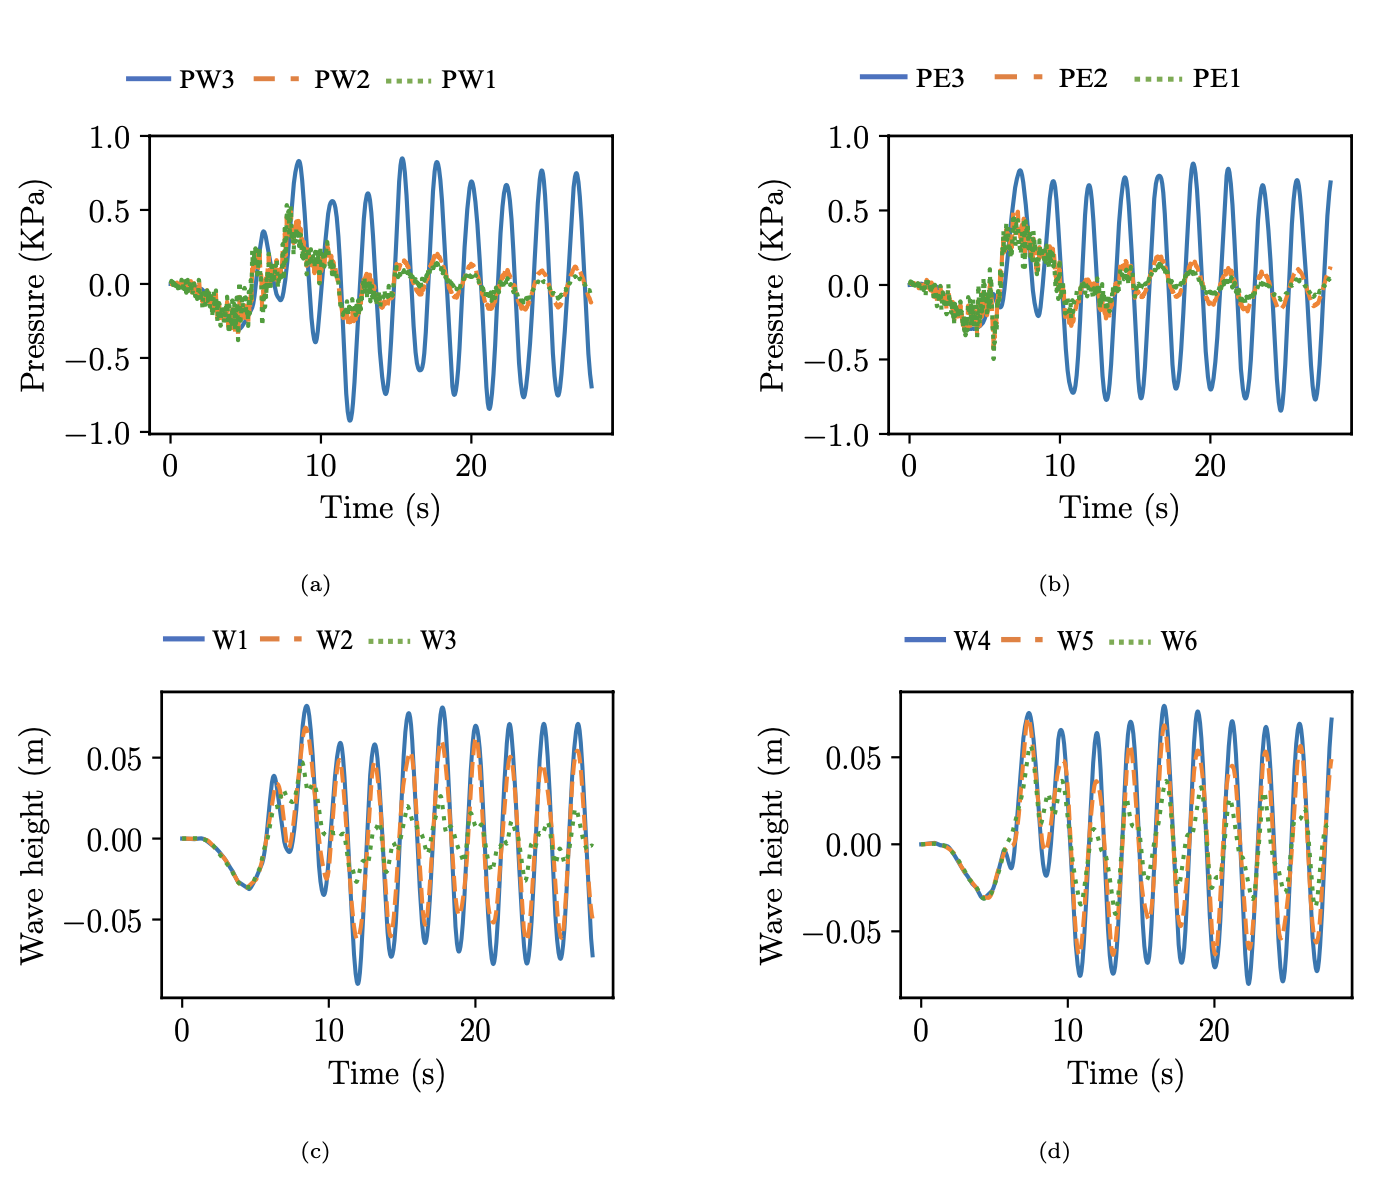 PW3 PW2 PW1
1.0
0.5
0.0
−0.5
−1.0
Pressure (KPa)
0 10 20
Time (s)
(a)
PE3 PE2 PE1
1.0
0.5
0.0
−0.5
−1.0
Pressure (KPa)
0 10 20
Time (s)
(b)
W1 W2 W3
0.05
0.00
−0.05
Wave height (m)
0 10 20
Time (s)
(c)
W4 W5 W6
0.05
0.00
−0.05
Wave height (m)
0 10 20
Time (s)
(d)